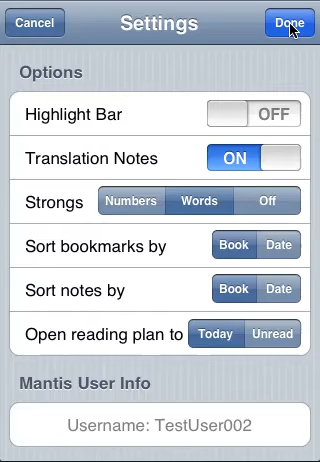 Cancel Settings Done
Options
Highlight Bar OFF
Translation Notes ON
Strongs Numbers Words Off
Sort bookmarks by Book Date
Sort notes by Book Date
Open reading plan to Today Unread
Mantis User Info
Username: TestUser002